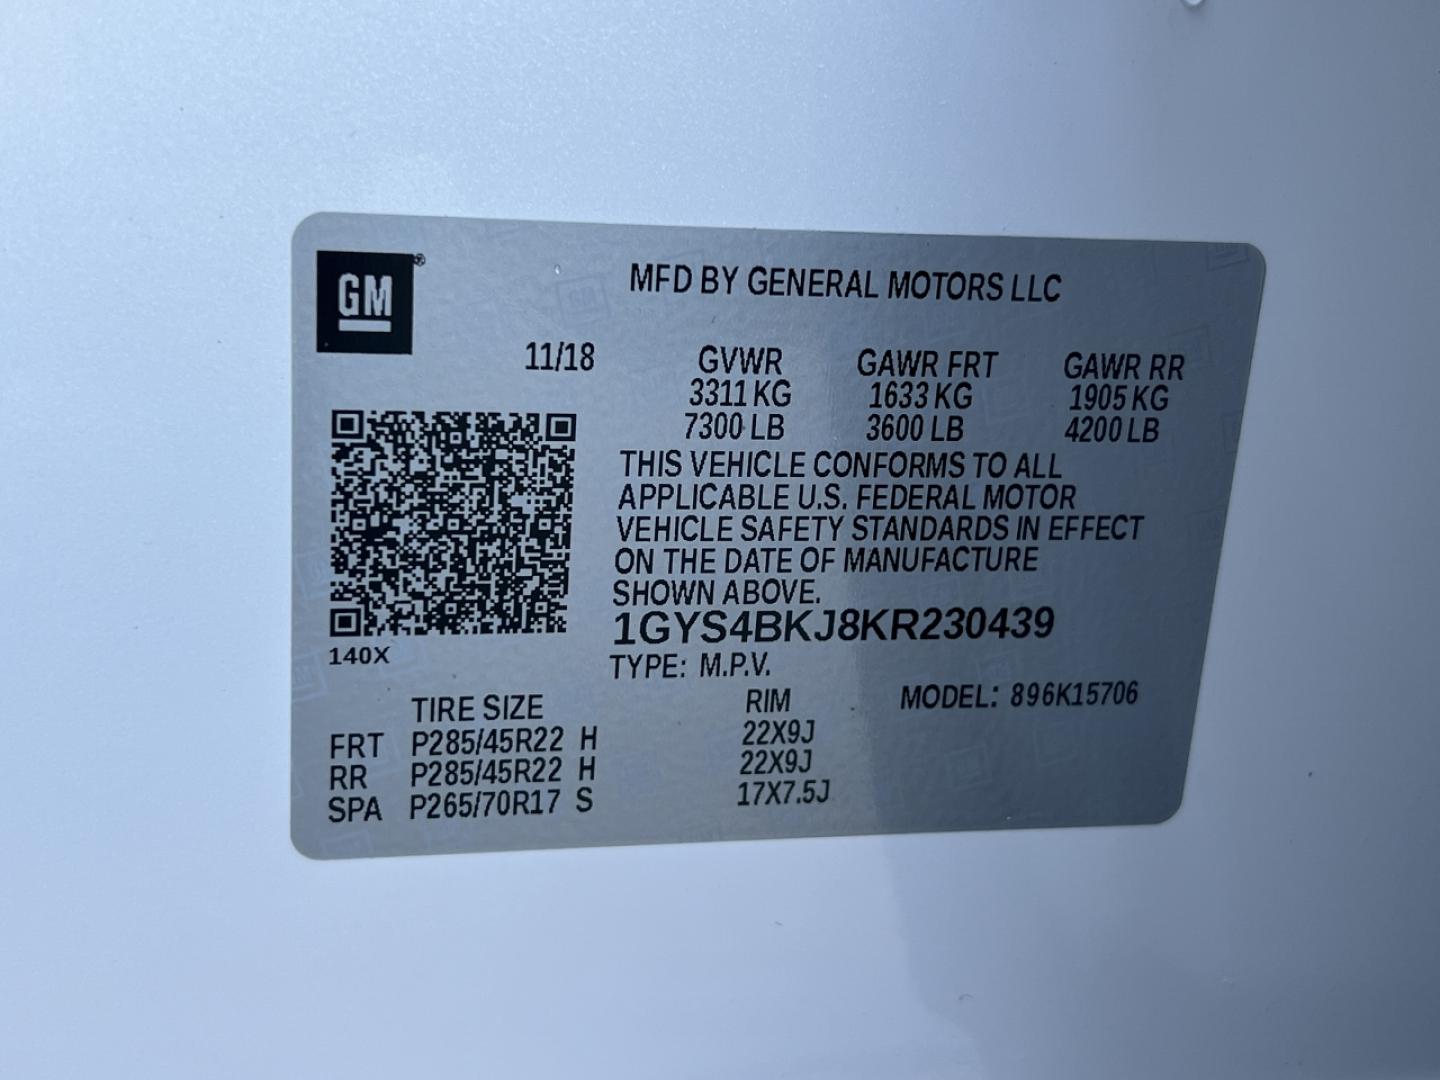 GM®
MFD BY GENERAL MOTORS LLC
11/18 GVWR GAWR FRT GAWR RR
3311 KG 1633 KG 1905 KG
7300 LB 3600 LB 4200 LB
THIS VEHICLE CONFORMS TO ALL
APPLICABLE U.S. FEDERAL MOTOR
VEHICLE SAFETY STANDARDS IN EFFECT
ON THE DATE OF MANUFACTURE
SHOWN ABOVE.
1GYS4BKJ8KR230439
140X
TYPE: M.P.V.
TIRE SIZE RIM MODEL: 896K15706
FRT P285/45R22 H 22X9J
RR P285/45R22 H 22X9J
SPA P265/70R17 S 17X7.5J